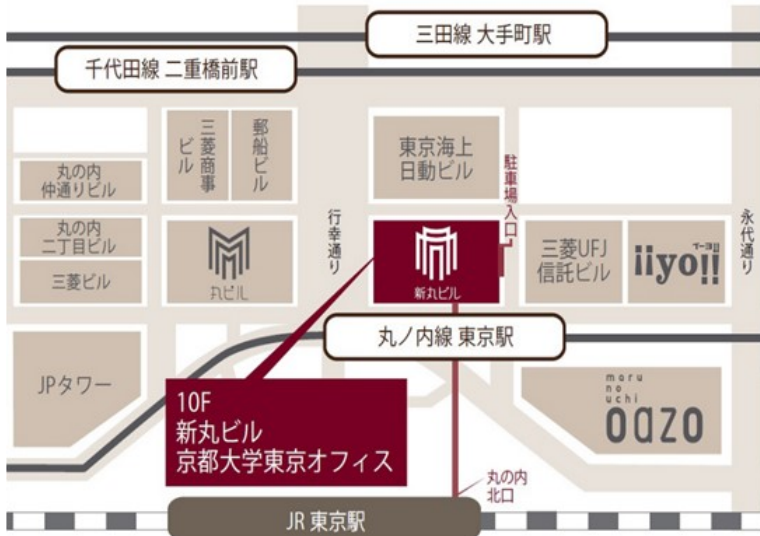 三田線 大手町駅
千代田線 二重橋前駅
丸の内
仲通りビル
三菱商事
ビル
郵船ビル
東京海上
日動ビル
駐車場入口
丸の内
二丁目ビル
三菱ビル
丸ビル
行幸通り
新丸ビル
三菱UFJ
信託ビル
イーヨ!!
iiyo!!
永代通り
丸ノ内線 東京駅
JPタワー
10F
新丸ビル
京都大学東京オフィス
maru
no
uchi
oazo
丸の内
北口
JR 東京駅